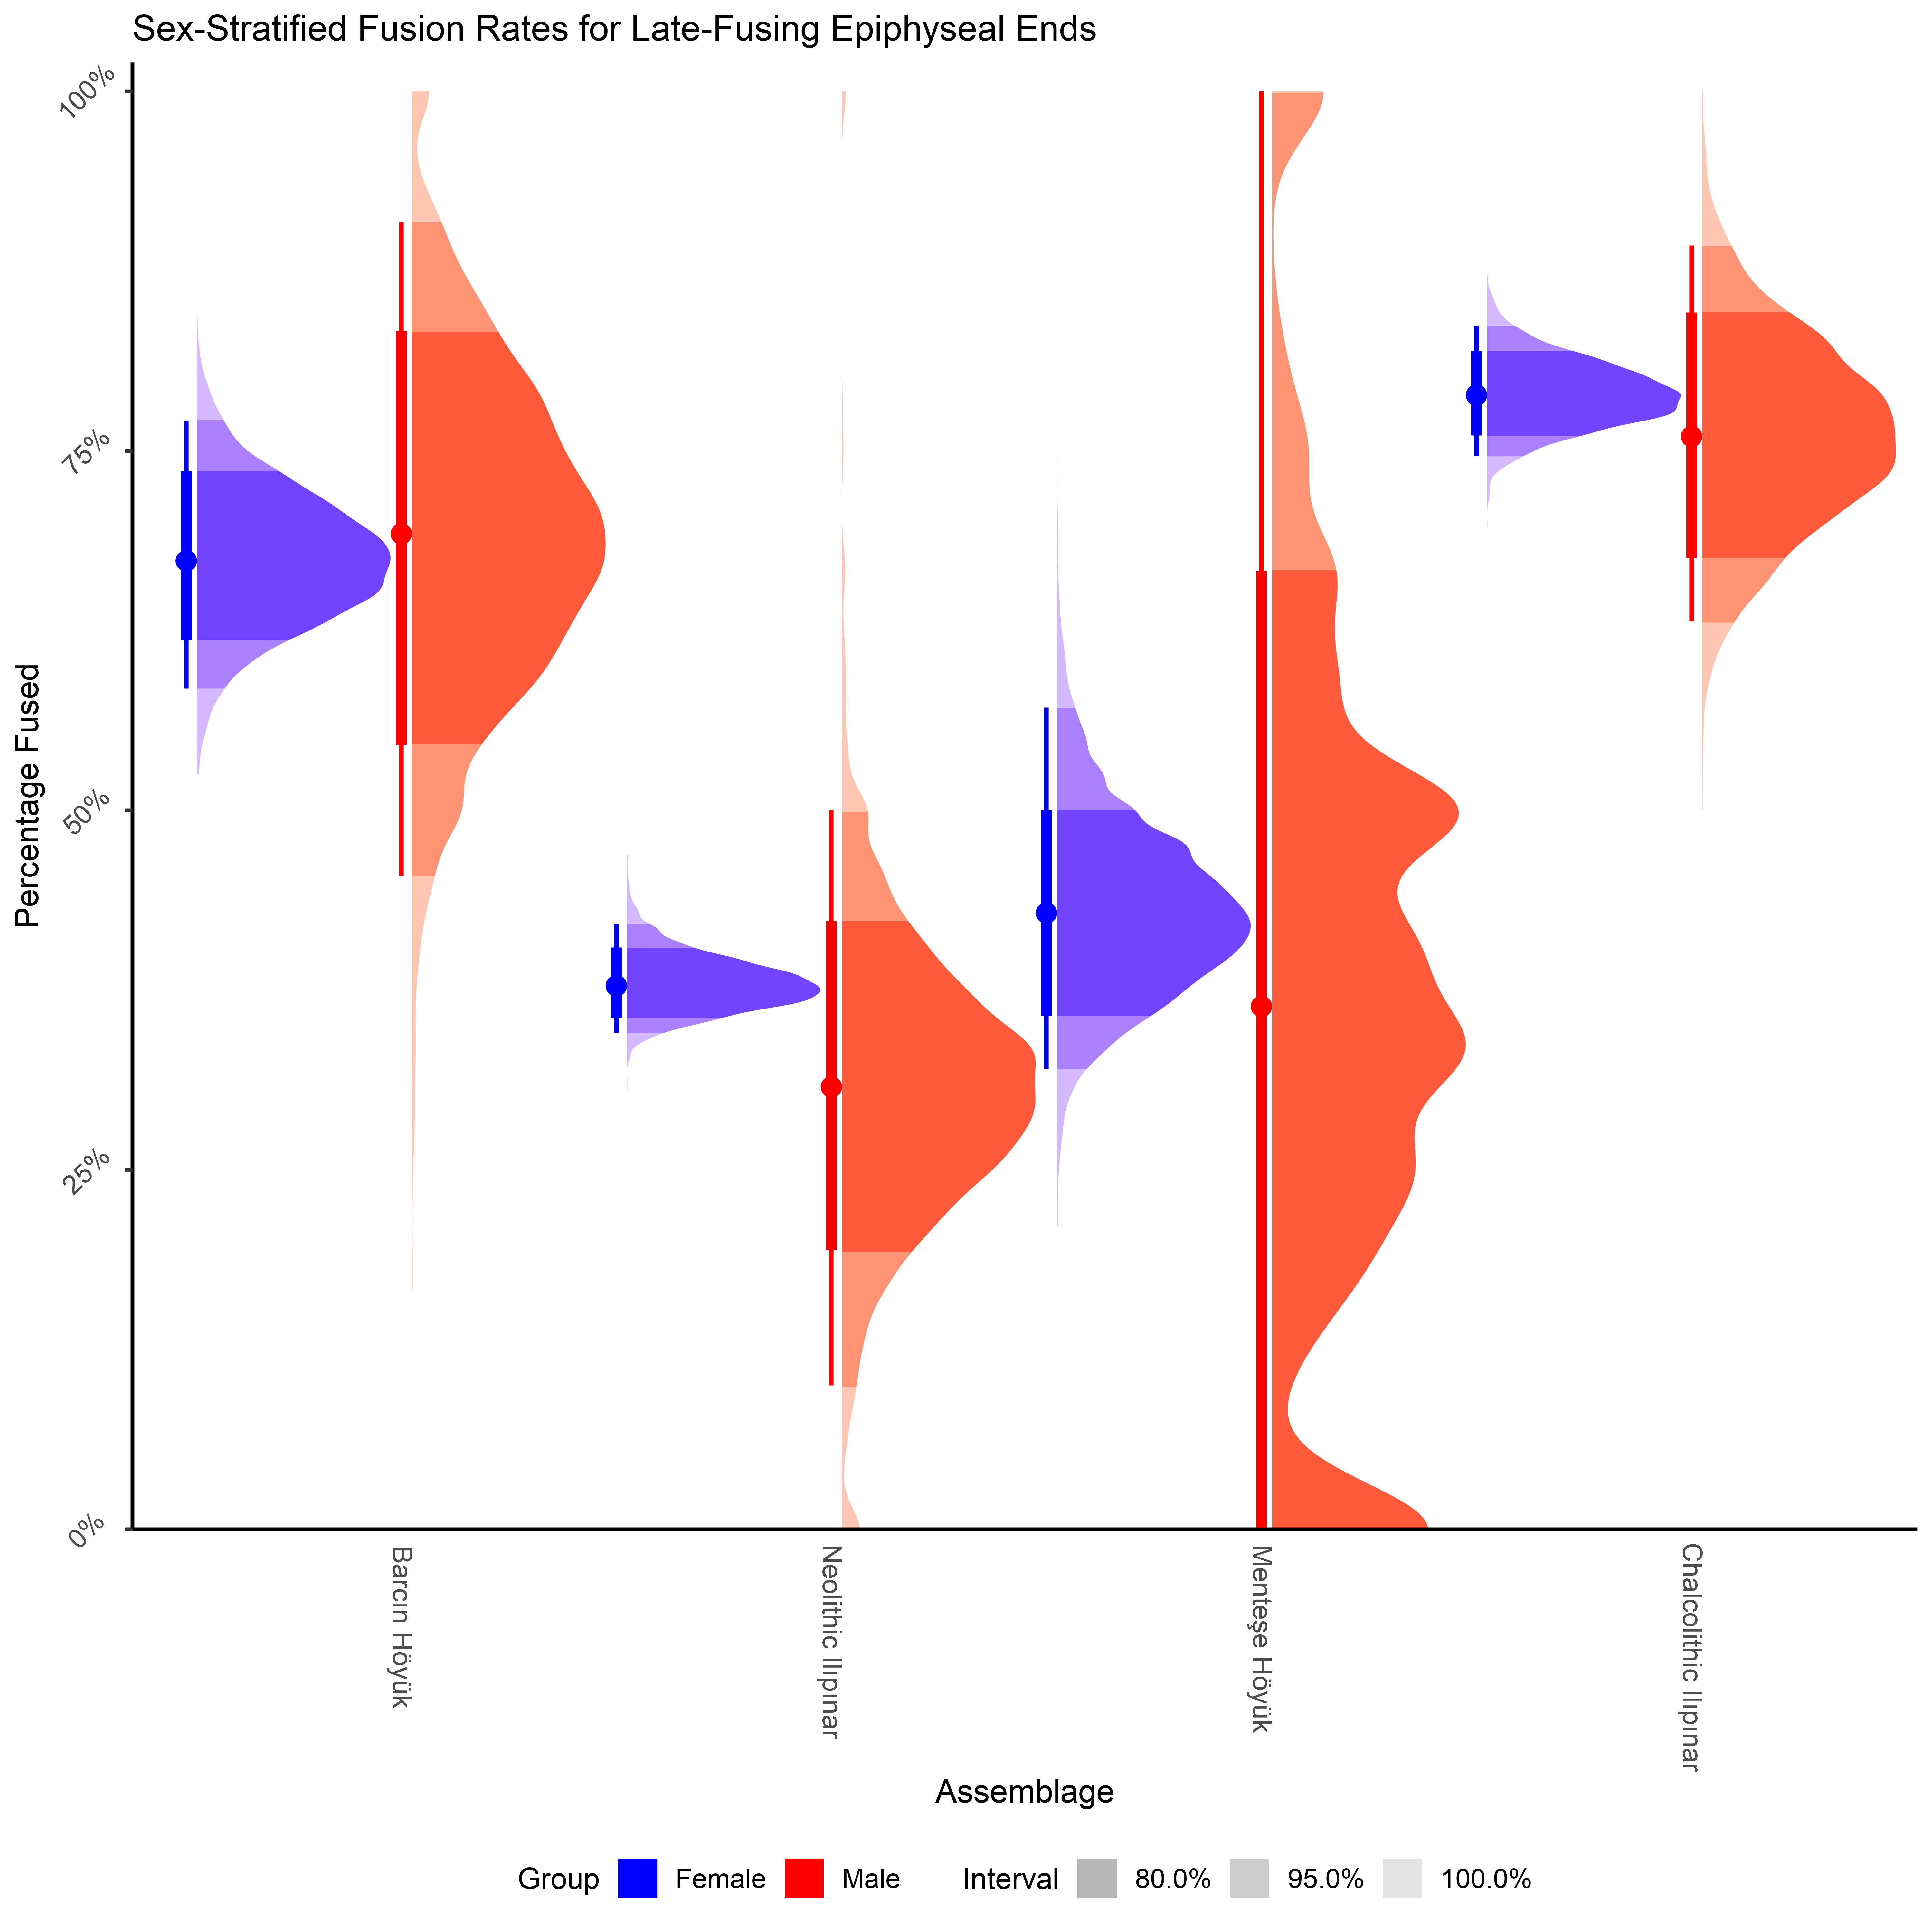 Sex-Stratified Fusion Rates for Late-Fusing Epiphyseal Ends
Percentage Fused
100%
75%
50%
25%
0%
Barcın Höyük
Neolithic Ilıpınar
Menteşe Höyük
Chalcolithic Ilıpınar
Assemblage
Group Female Male Interval 80.0% 95.0% 100.0%